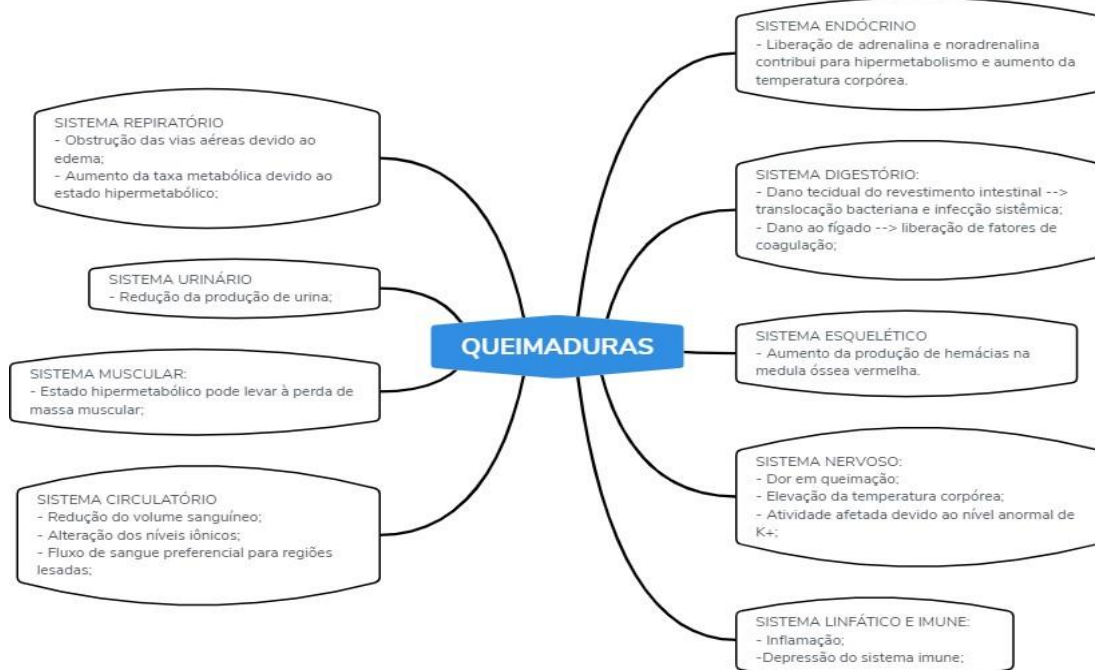 SISTEMA REPIRATÓRIO
- Obstrução das vias aéreas devido ao
edema;
- Aumento da taxa metabólica devido ao
estado hipermetabólico;
SISTEMA URINÁRIO
- Redução da produção de urina;
SISTEMA MUSCULAR:
- Estado hipermetabólico pode levar à perda de
massa muscular;
SISTEMA CIRCULATÓRIO
- Redução do volume sanguíneo;
- Alteração dos níveis iônicos;
- Fluxo de sangue preferencial para regiões
lesadas;
QUEIMADURAS
SISTEMA ENDÓCRINO
- Liberação de adrenalina e noradrenalina
contribui para hipermetabolismo e aumento da
temperatura corpórea.
SISTEMA DIGESTÓRIO:
- Dano tecidual do revestimento intestinal -->
translocação bacteriana e infecção sistêmica;
- Dano ao fígado --> liberação de fatores de
coagulação;
SISTEMA ESQUELÉTICO
- Aumento da produção de hemácias na
medula óssea vermelha.
SISTEMA NERVOSO:
- Dor em queimação;
- Elevação da temperatura corpórea;
- Atividade afetada devido ao nível anormal de
K+;
SISTEMA LINFÁTICO E IMUNE:
- Inflamação;
-Depressão do sistema imune;